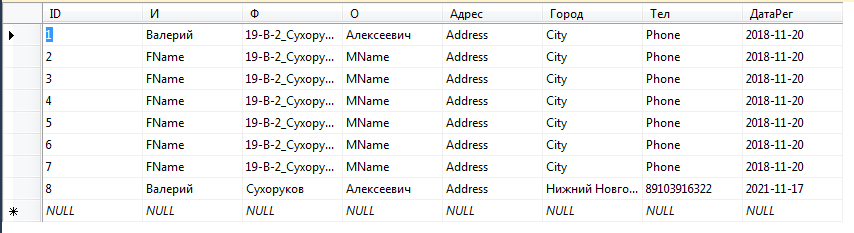 ID И Ф О Адрес Город Тел ДатаРег
1 Валерий 19-В-2_Сухору... Алексеевич Address City Phone 2018-11-20
2 FName 19-В-2_Сухору... MName Address City Phone 2018-11-20
3 FName 19-В-2_Сухору... MName Address City Phone 2018-11-20
4 FName 19-В-2_Сухору... MName Address City Phone 2018-11-20
5 FName 19-В-2_Сухору... MName Address City Phone 2018-11-20
6 FName 19-В-2_Сухору... MName Address City Phone 2018-11-20
7 FName 19-В-2_Сухору... MName Address City Phone 2018-11-20
8 Валерий Сухоруков Алексеевич Address Нижний Новго... 89103916322 2021-11-17
NULL NULL NULL NULL NULL NULL NULL NULL